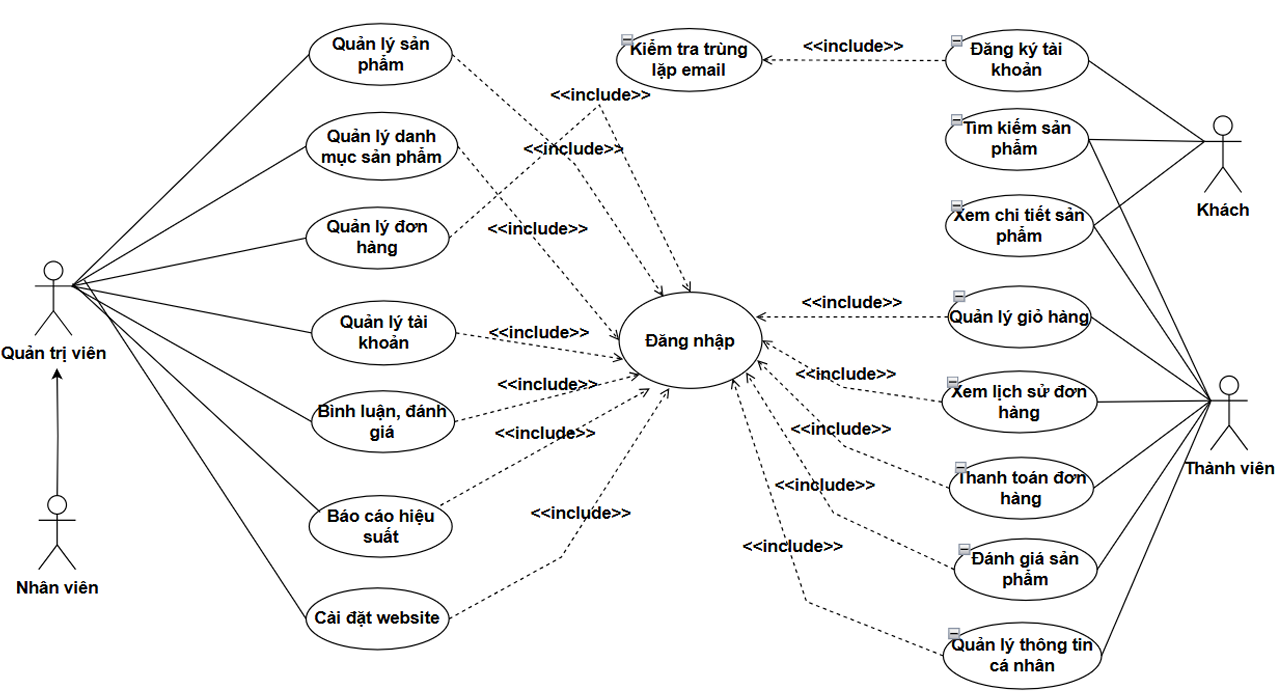 Quản lý sản
phẩm
Kiểm tra trùng
lặp email
<<include>>
Đăng ký tài
khoản
<<include>>
Quản lý danh
mục sản phẩm
<<include>>
Tìm kiếm sản
phẩm
Khách
Quản lý đơn
hàng
<<include>>
Xem chi tiết sản
phẩm
Quản trị viên
Quản lý tài
khoản
<<include>>
Đăng nhập
<<include>>
Quản lý giỏ hàng
Bình luận, đánh
giá
<<include>>
<<include>>
Xem lịch sử đơn
hàng
Thành viên
<<include>>
<<include>>
Thanh toán đơn
hàng
Báo cáo hiệu
suất
<<include>>
<<include>>
Đánh giá sản
phẩm
Nhân viên
<<include>>
Cài đặt website
Quản lý thông tin
cá nhân